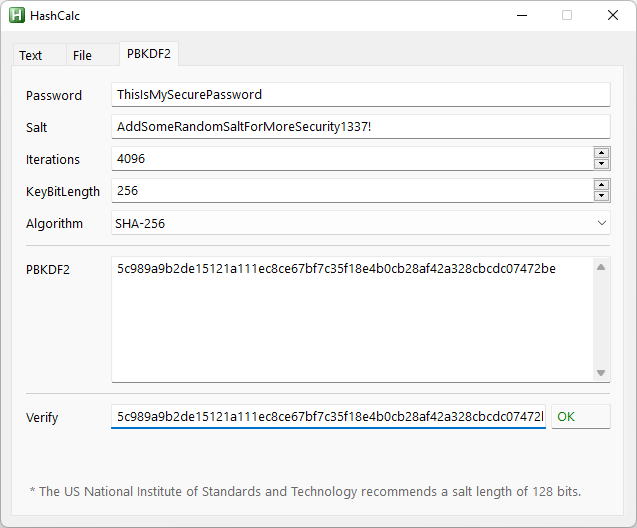 HashCalc
Text File PBKDF2
Password ThisIsMySecurePassword
Salt AddSomeRandomSaltForMoreSecurity1337!
Iterations 4096
KeyBitLength 256
Algorithm SHA-256
PBKDF2 5c989a9b2de15121a111ec8ce67bf7c35f18e4b0cb28af42a328cbcdc07472be
Verify 5c989a9b2de15121a111ec8ce67bf7c35f18e4b0cb28af42a328cbcdc07472 OK
* The US National Institute of Standards and Technology recommends a salt length of 128 bits.